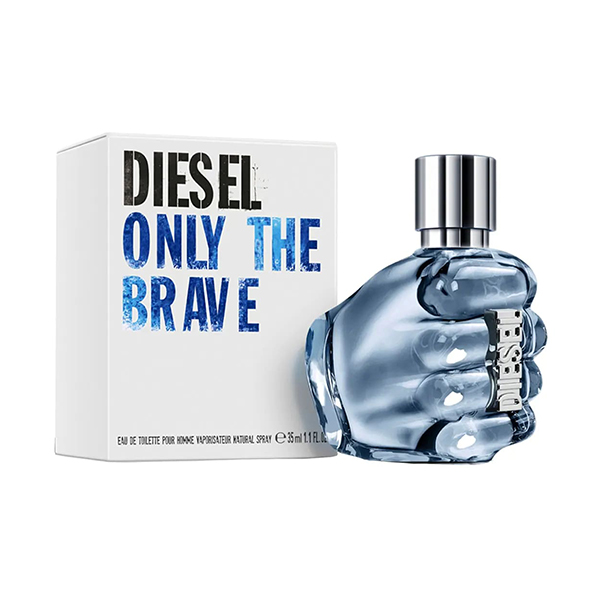 DIESEL
ONLY THE
BRAVE
EAU DE TOILETTE POUR HOMME VAPORISATEUR NATURAL SPRAY ℮ 35 ml 1.1 FL.
DIESEL